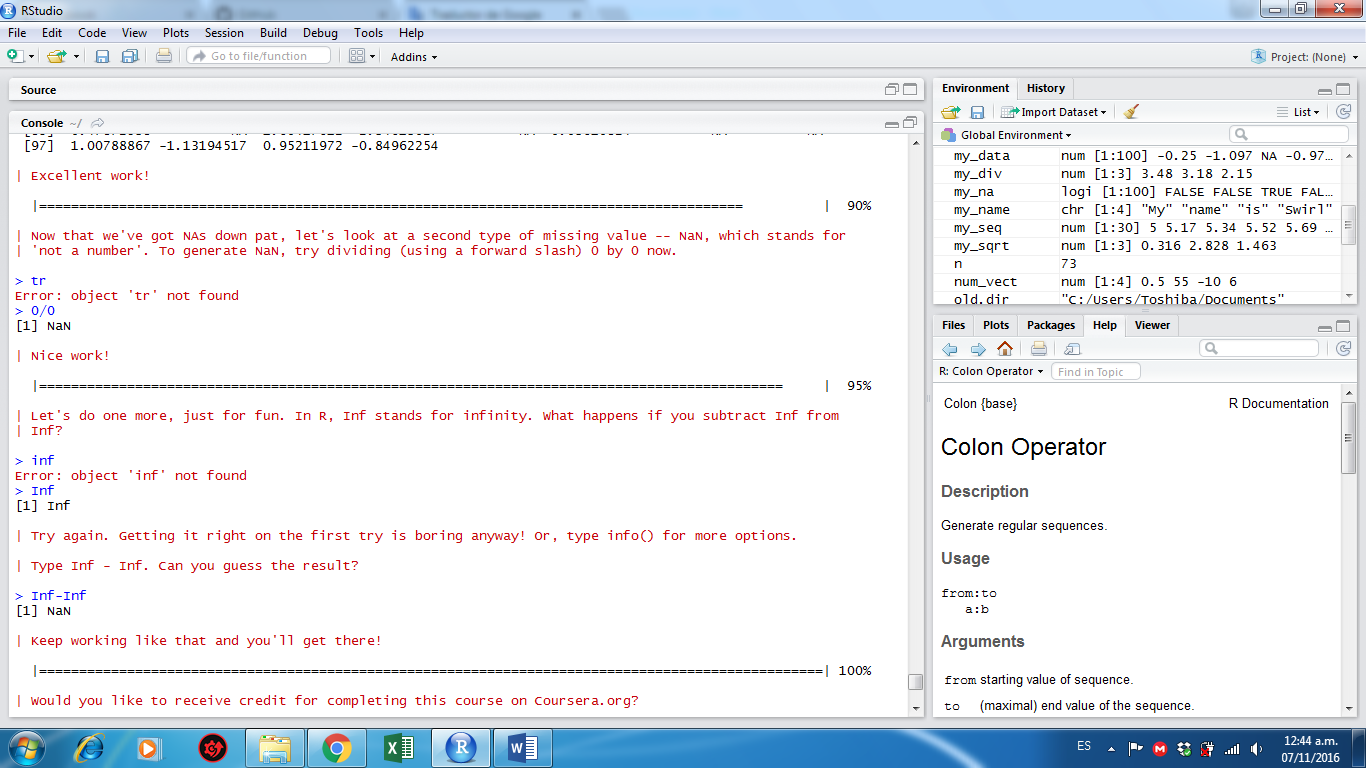 RStudio
File Edit Code View Plots Session Build Debug Tools Help
Go to file/function Addins Project: (None)
Source
Console ~/
[97] 1.00788867 -1.13194517 0.95211972 -0.84962254
| Excellent work!
|======================================================================================== | 90%
| Now that we've got NAs down pat, let's look at a second type of missing value -- NaN, which stands for
| 'not a number'. To generate NaN, try dividing (using a forward slash) 0 by 0 now.
> tr
Error: object 'tr' not found
> 0/0
[1] NaN
| Nice work!
|============================================================================================= | 95%
| Let's do one more, just for fun. In R, Inf stands for infinity. What happens if you subtract Inf from
| Inf?
> inf
Error: object 'inf' not found
> Inf
[1] Inf
| Try again. Getting it right on the first try is boring anyway! Or, type info() for more options.
| Type Inf - Inf. Can you guess the result?
> Inf-Inf
[1] NaN
| Keep working like that and you'll get there!
|==================================================================================================| 100%
| Would you like to receive credit for completing this course on Coursera.org?
Environment History
Import Dataset List
Global Environment
my_data num [1:100] -0.25 -1.097 NA -0.97…
my_div num [1:3] 3.48 3.18 2.15
my_na logi [1:100] FALSE FALSE TRUE FAL…
my_name chr [1:4] "My" "name" "is" "Swirl"
my_seq num [1:30] 5 5.17 5.34 5.52 5.69 …
my_sqrt num [1:3] 0.316 2.828 1.463
n 73
num_vect num [1:4] 0.5 55 -10 6
old.dir "C:/Users/Toshiba/Documents"
Files Plots Packages Help Viewer
R: Colon Operator Find in Topic
Colon {base} R Documentation
Colon Operator
Description
Generate regular sequences.
Usage
from:to
a:b
Arguments
from starting value of sequence.
to (maximal) end value of the sequence.
ES 12:44 a.m.
07/11/2016